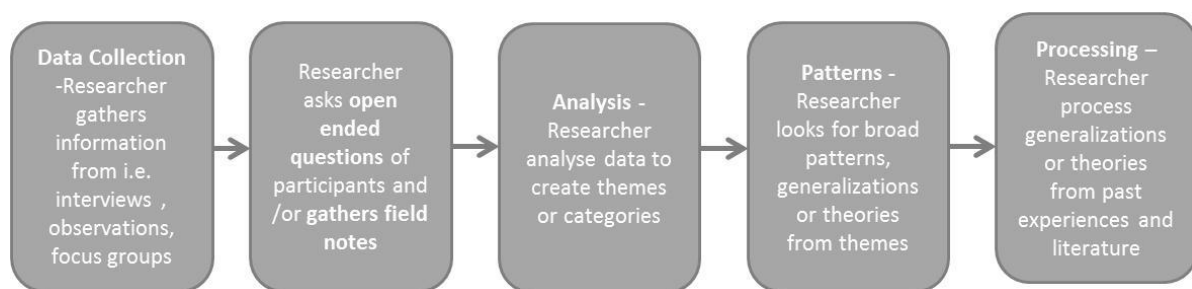 Data Collection
-Researcher
gathers
information
from i.e.
interviews ,
observations,
focus groups
Researcher
asks open
ended
questions of
participants and
/or gathers field
notes
Analysis -
Researcher
analyse data to
create themes
or categories
Patterns -
Researcher
looks for broad
patterns,
generalizations
or theories
from themes
Processing –
Researcher
process
generalizations
or theories
from past
experiences and
literature